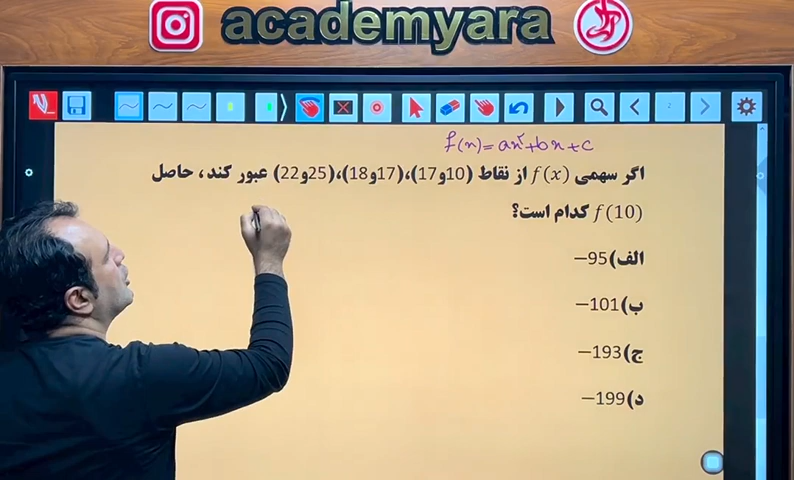 academyara
f(x)=ax²+bx+c
اگر سهمی f(x) از نقاط (10و17)،(17و18)،(25و22) عبور کند ، حاصل
f(10) کدام است؟
الف)95−
ب)101−
ج)193−
د)199−